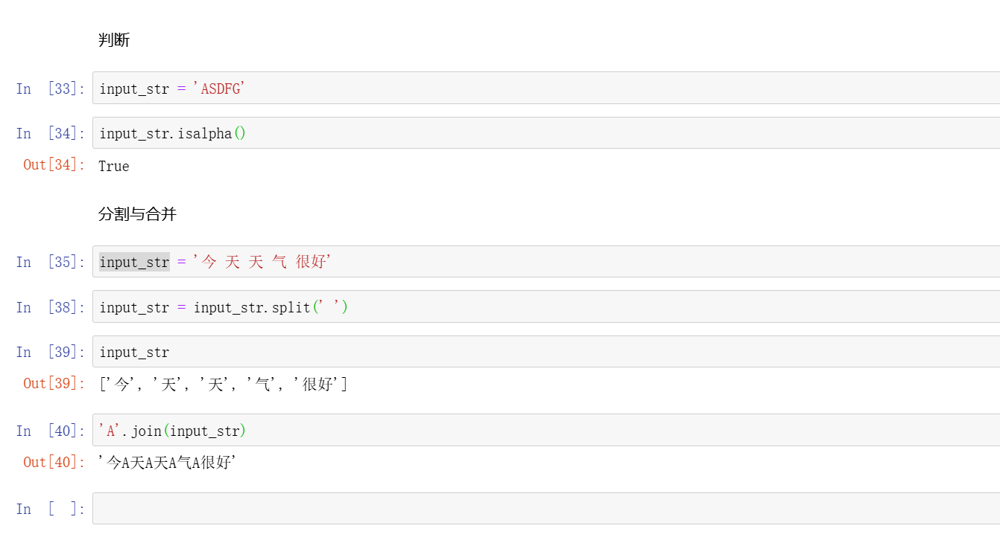 判断
In [33]: input_str = 'ASDFG'
In [34]: input_str.isalpha()
Out[34]: True
分割与合并
In [35]: input_str = '今 天 天 气 很好'
In [38]: input_str = input_str.split(' ')
In [39]: input_str
Out[39]: ['今', '天', '天', '气', '很好']
In [40]: 'A'.join(input_str)
Out[40]: '今A天A天A气A很好'
In [ ]: